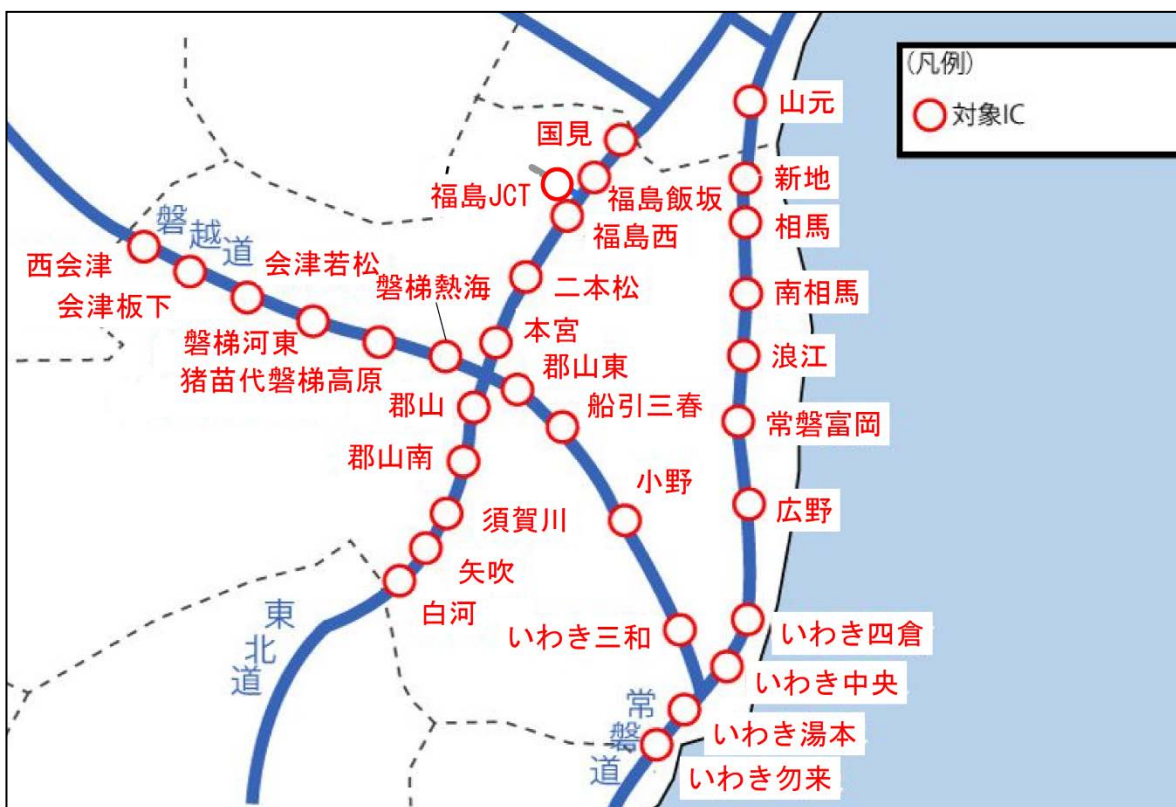 (凡例)
対象IC
山元
国見
新地
福島JCT
福島飯坂
相馬
福島西
磐越道
西会津
会津若松
磐梯熱海
二本松
南相馬
会津板下
本宮
磐梯河東
郡山東
浪江
猪苗代磐梯高原
郡山
船引三春
常磐富岡
郡山南
小野
広野
須賀川
矢吹
白河
東北道
いわき三和
いわき四倉
いわき中央
常磐道
いわき湯本
いわき勿来